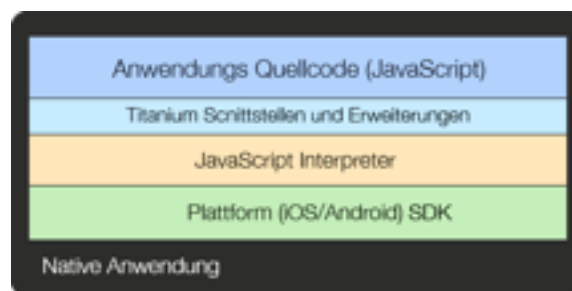 Anwendungs Quellcode (JavaScript)
Titanium Scnittstellen und Erweiterungen
JavaScript Interpreter
Plattform (iOS/Android) SDK
Native Anwendung